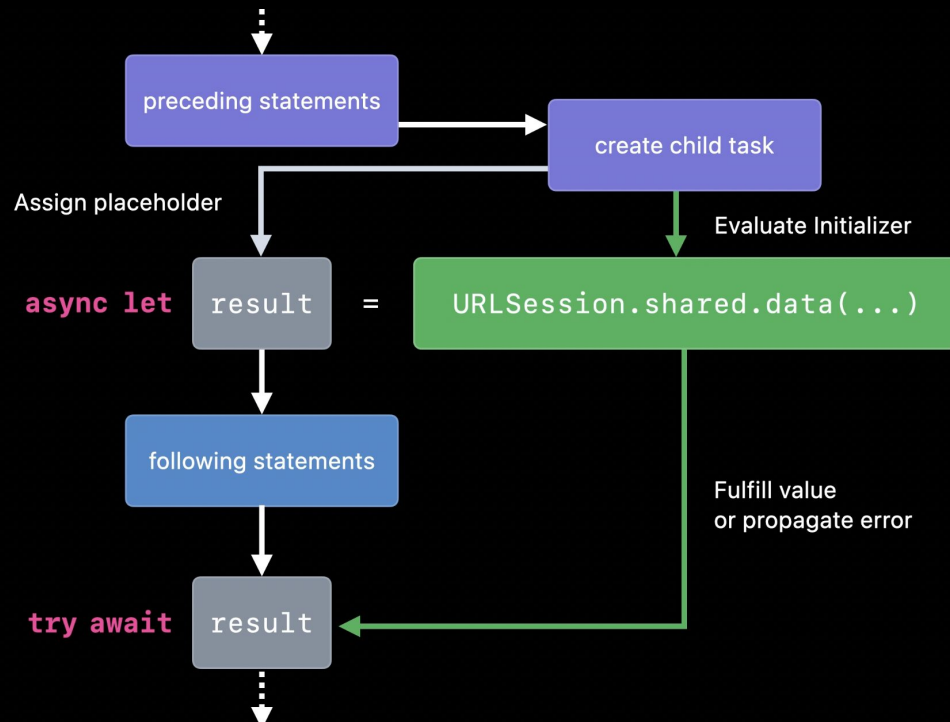 preceding statements
create child task
Assign placeholder
Evaluate Initializer
async let result = URLSession.shared.data(...)
following statements
Fulfill value
or propagate error
try await result